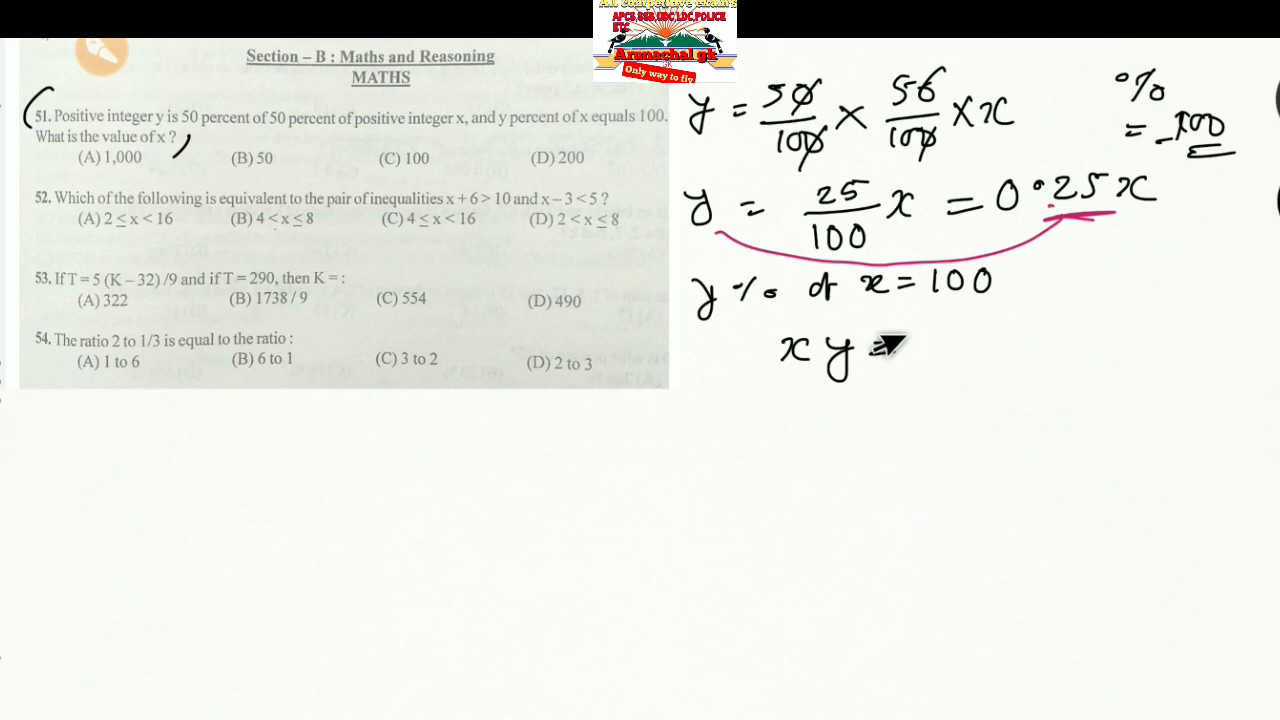 All competitive exam's
APCS,SSB,UDC,LDC,POLICE
ETC
Arunachal gk
GK
Only way to fly
Section – B : Maths and Reasoning
MATHS
51. Positive integer y is 50 percent of 50 percent of positive integer x, and y percent of x equals 100.
What is the value of x ?
(A) 1,000 (B) 50 (C) 100 (D) 200
52. Which of the following is equivalent to the pair of inequalities x + 6 > 10 and x – 3 < 5 ?
(A) 2 ≤ x < 16 (B) 4 < x ≤ 8 (C) 4 ≤ x < 16 (D) 2 < x ≤ 8
53. If T = 5 (K – 32) /9 and if T = 290, then K = :
(A) 322 (B) 1738 / 9 (C) 554 (D) 490
54. The ratio 2 to 1/3 is equal to the ratio :
(A) 1 to 6 (B) 6 to 1 (C) 3 to 2 (D) 2 to 3
y = 50/100 × 50/100 × x
%
= 100
y = 25/100 x = 0.25x
y % of x = 100
x y =